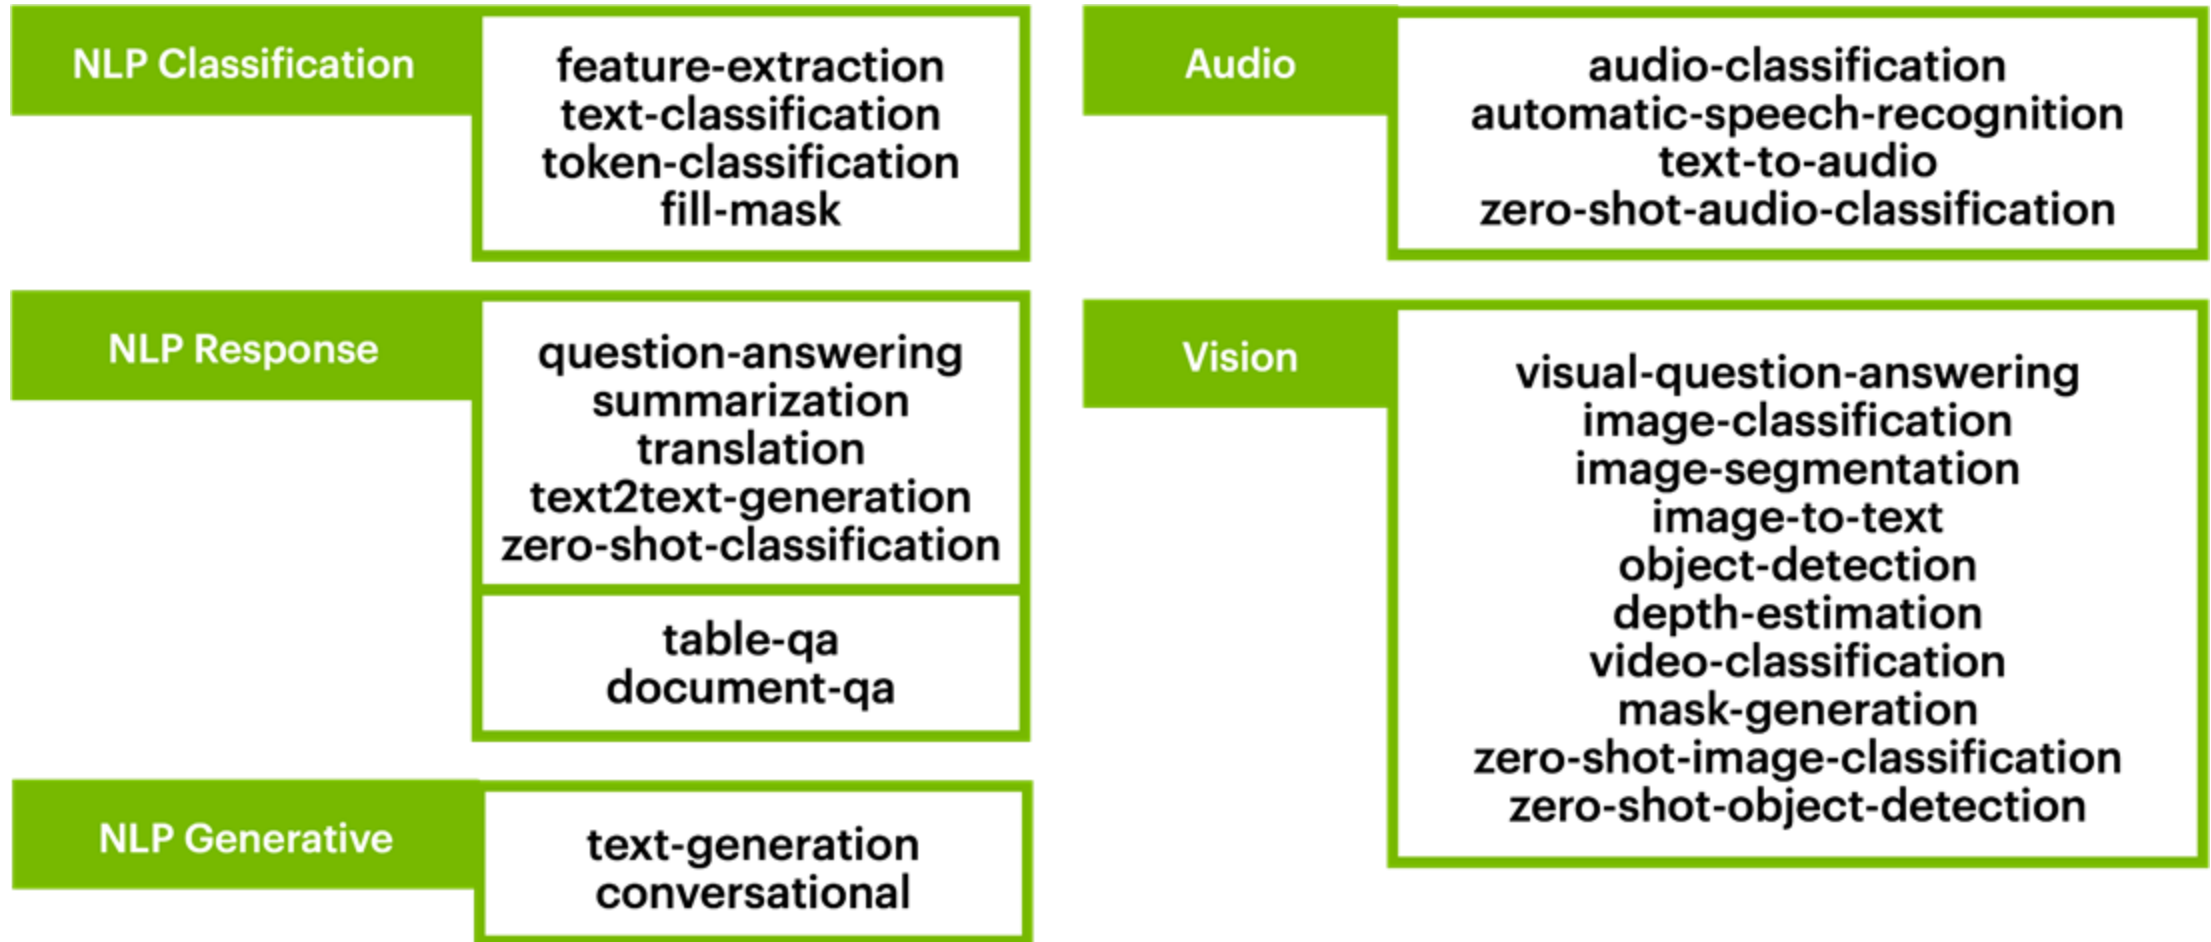 NLP Classification
feature-extraction
text-classification
token-classification
fill-mask
NLP Response
question-answering
summarization
translation
text2text-generation
zero-shot-classification
table-qa
document-qa
NLP Generative
text-generation
conversational
Audio
audio-classification
automatic-speech-recognition
text-to-audio
zero-shot-audio-classification
Vision
visual-question-answering
image-classification
image-segmentation
image-to-text
object-detection
depth-estimation
video-classification
mask-generation
zero-shot-image-classification
zero-shot-object-detection